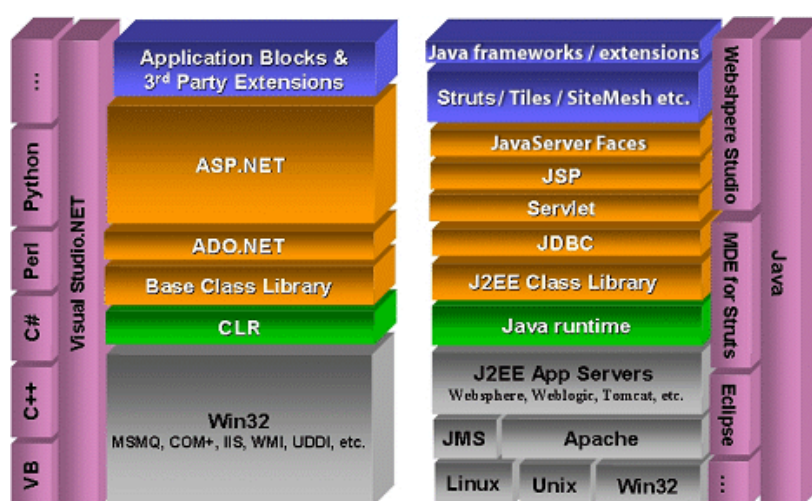 ...
Python
Perl
C#
C++
VB
Visual Studio.NET
Application Blocks &
3rd Party Extensions
ASP.NET
ADO.NET
Base Class Library
CLR
Win32
MSMQ, COM+, IIS, WMI, UDDI, etc.
Java frameworks / extensions
Struts / Tiles / SiteMesh etc.
JavaServer Faces
JSP
Servlet
JDBC
J2EE Class Library
Java runtime
J2EE App Servers
Websphere, Weblogic, Tomcat, etc.
JMS
Apache
Linux
Unix
Win32
Webshpere Studio
MDE for Struts
Eclipse
...
Java